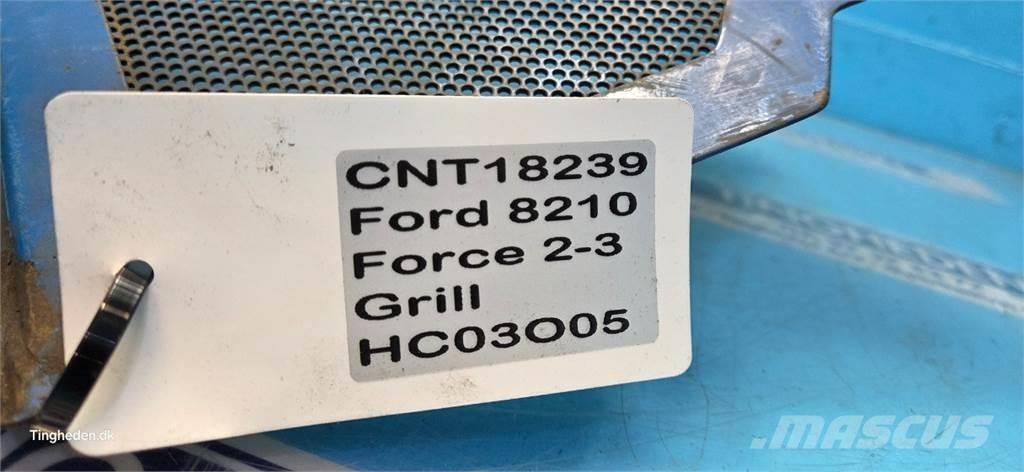 CNT18239
Ford 8210
Force 2-3
Grill
HC03O05
Tingheden.dk
.MASCUS